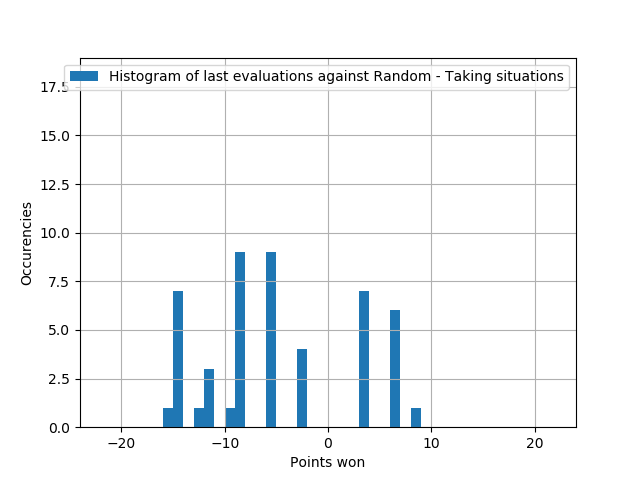 Histogram of last evaluations against Random - Taking situations
17.5
15.0
12.5
10.0
7.5
5.0
2.5
0.0
Occurencies
−20 −10 0 10 20
Points won